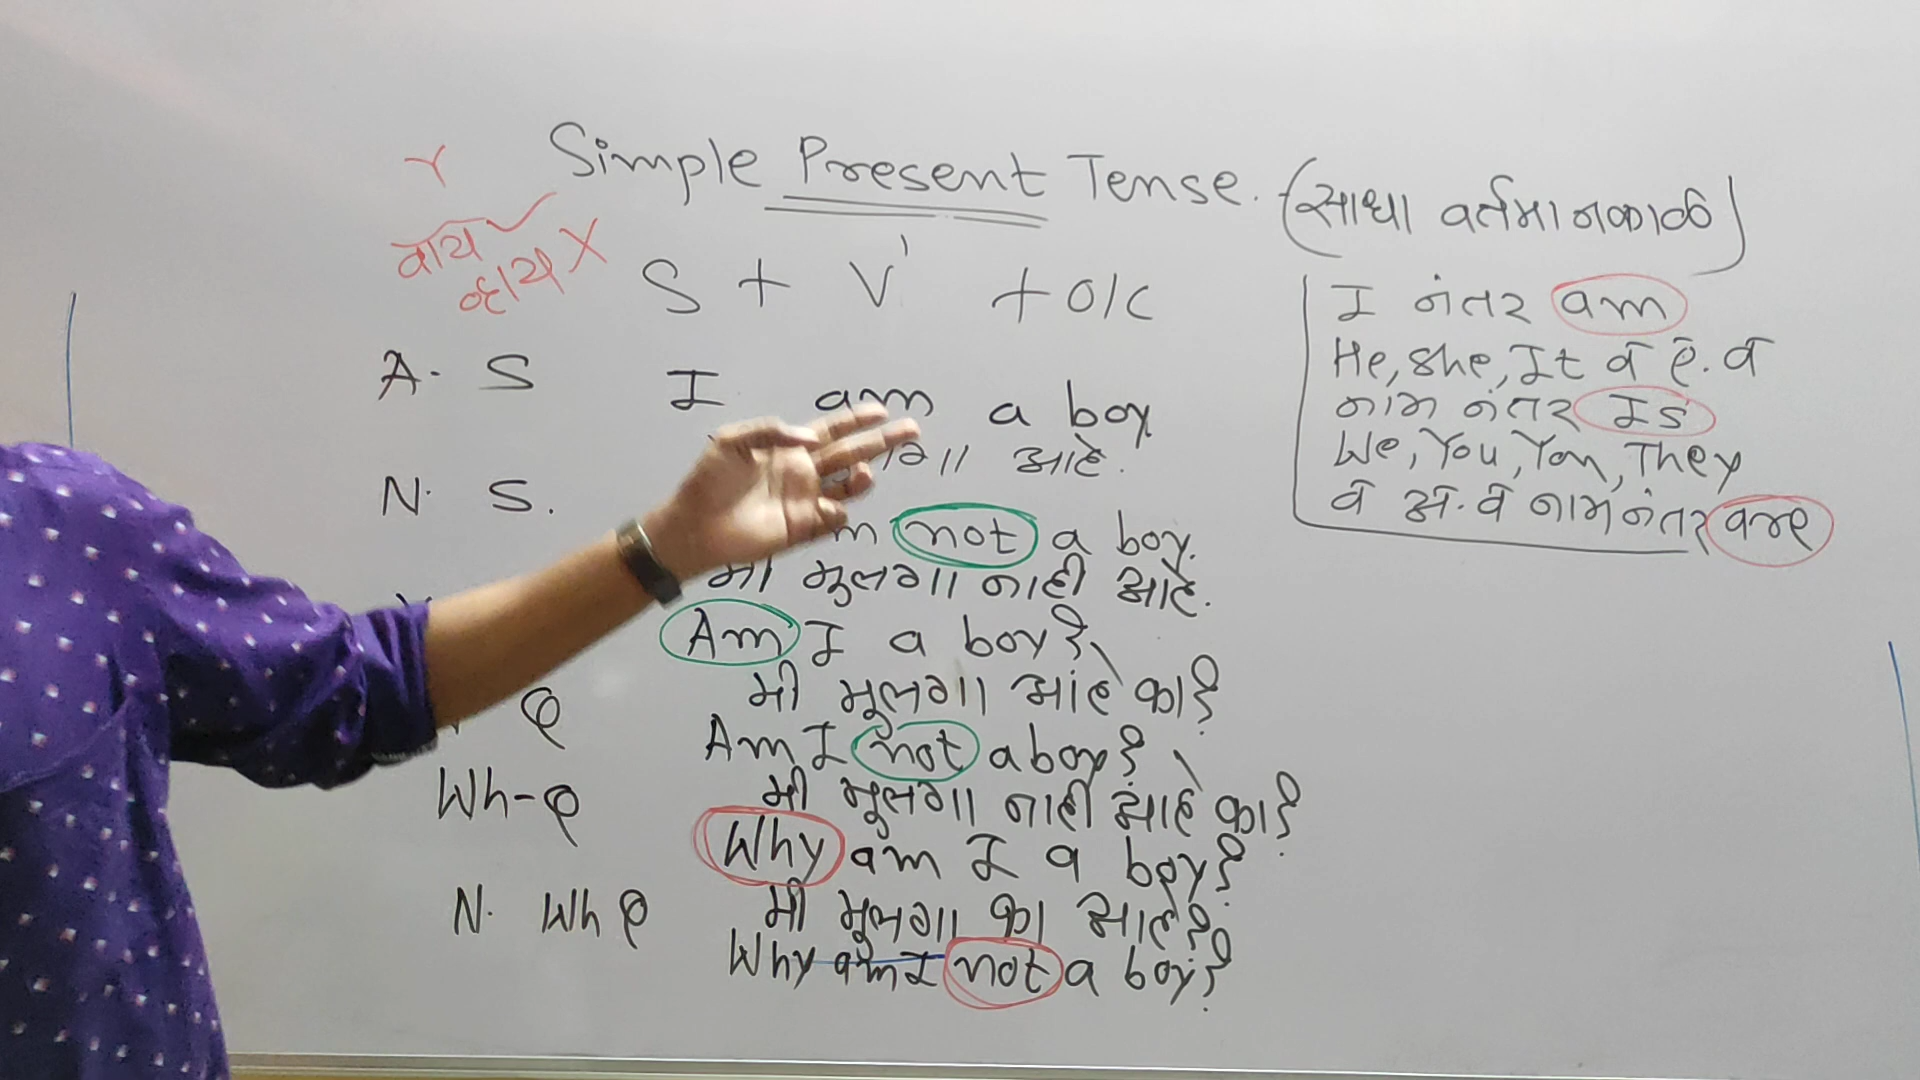 Y
Simple Present Tense. (साधा वर्तमानकाळ)
वाय ✓
व्हाय X
S + V¹ + O/C
A. S I am a boy
आहे.
N. S.
not a boy.
मी मुलगा नाही आहे.
Am I a boy?
मी मुलगा आहे का?
Q Am I not a boy?
मी मुलगा नाही आहे का?
Wh-Q Why am I a boy?
मी मुलगा का आहे?
N. Wh Q Why am I not a boy?
I नंतर am
He, She, It व ए. व
नाम नंतर Is
We, You, You, They
व अ. व नाम नंतर are